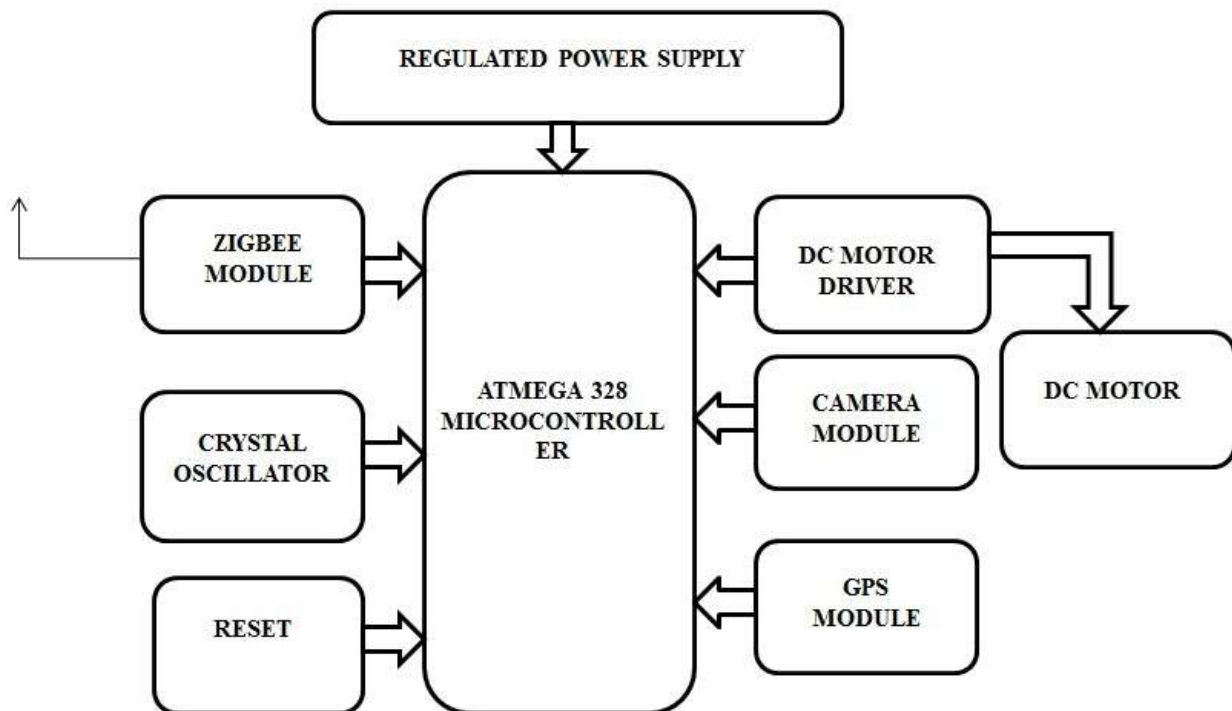 REGULATED POWER SUPPLY
ZIGBEE
MODULE
DC MOTOR
DRIVER
ATMEGA 328
MICROCONTROLL
ER
CAMERA
MODULE
DC MOTOR
CRYSTAL
OSCILLATOR
GPS
MODULE
RESET